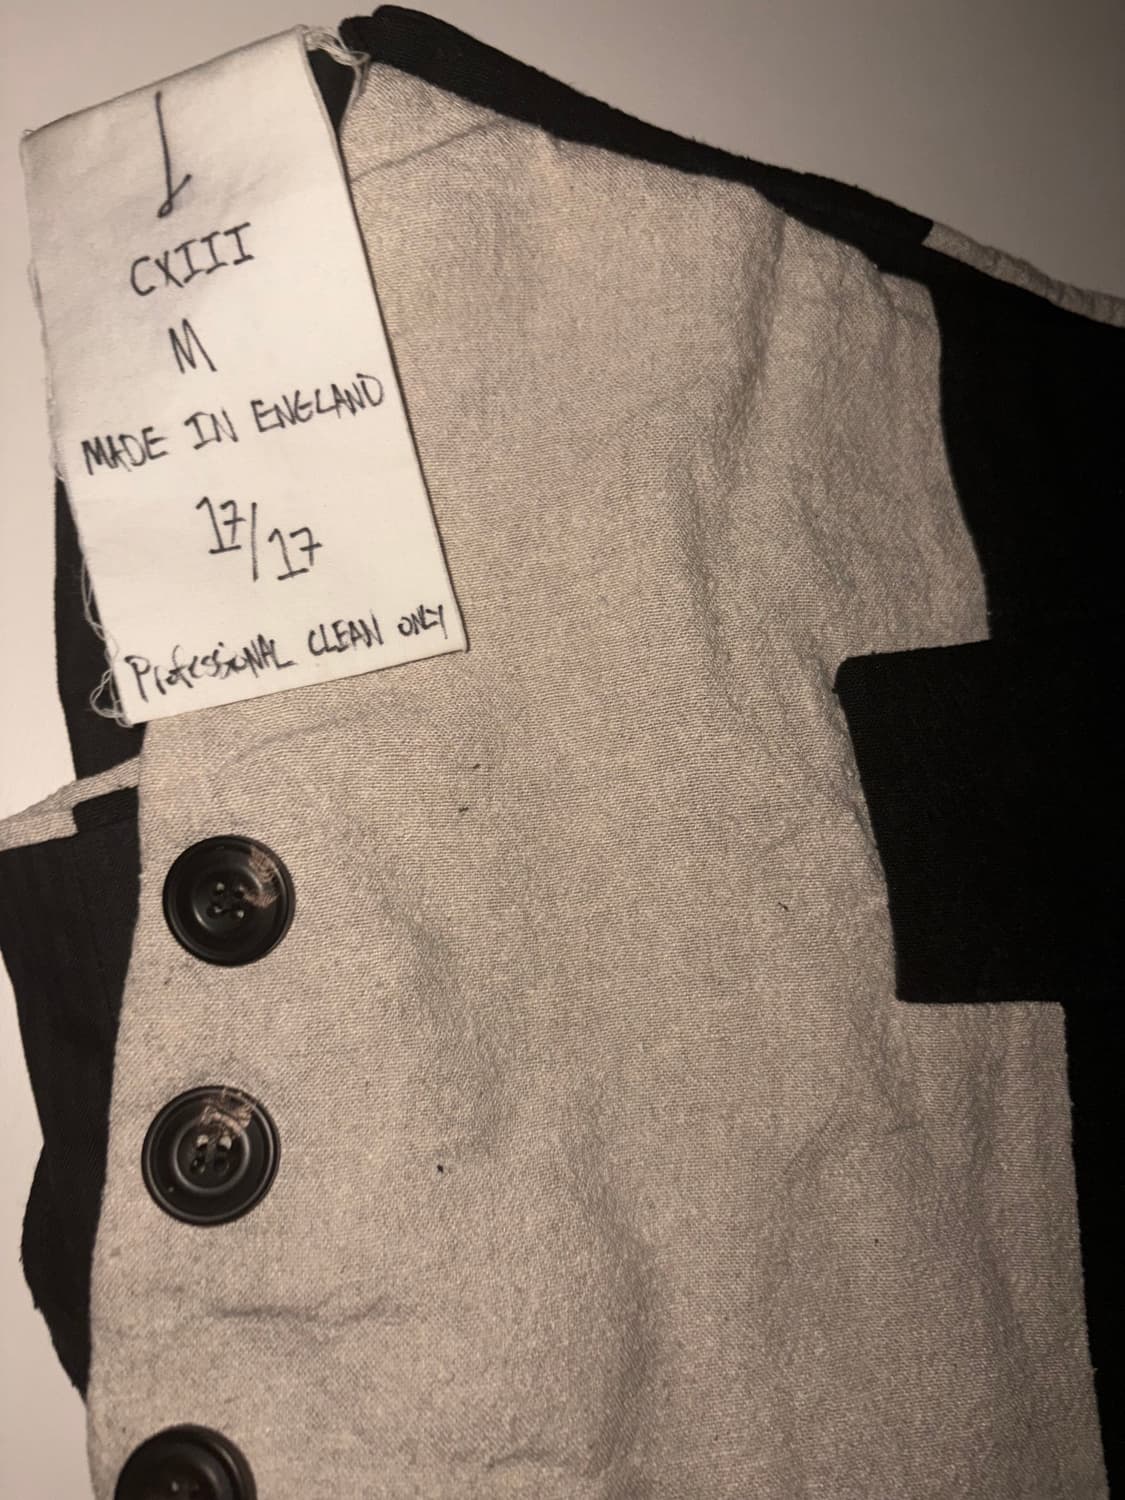 CXIII
M
MADE IN ENGLAND
17/17
Professional CLEAN ONLY